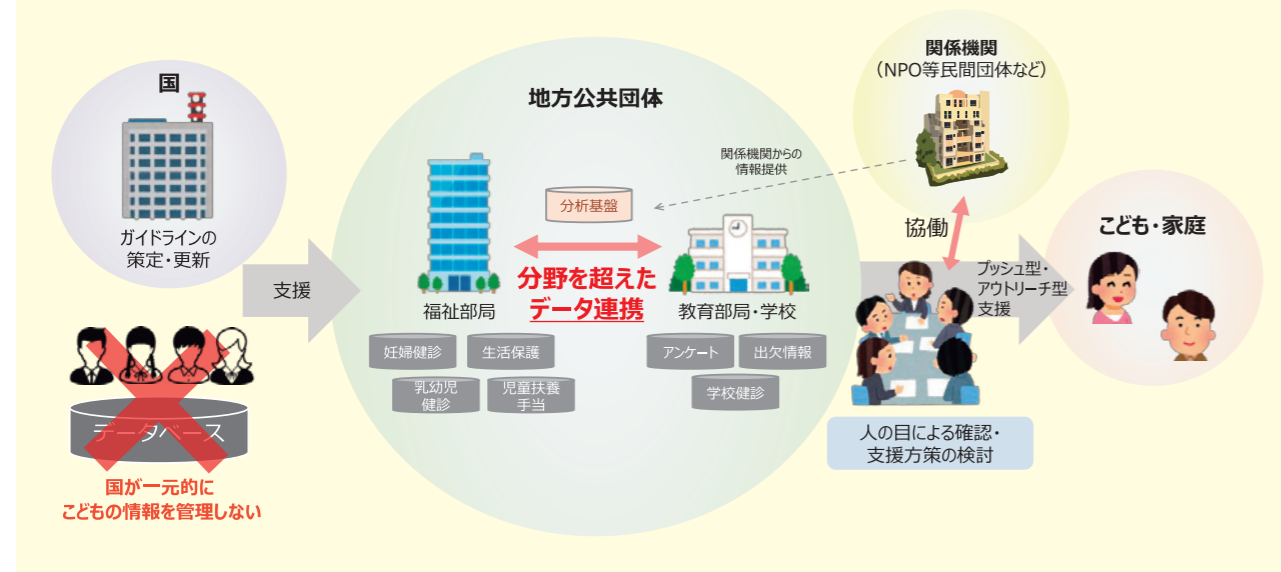 国
ガイドラインの
策定・更新
支援
データベース
国が一元的に
こどもの情報を管理しない
地方公共団体
分析基盤
関係機関からの
情報提供
分野を超えた
データ連携
福祉部局
妊婦健診
生活保護
乳幼児
健診
児童扶養
手当
教育部局・学校
アンケート
出欠情報
学校健診
関係機関
（NPO等民間団体など）
協働
プッシュ型・
アウトリーチ型
支援
人の目による確認・
支援方策の検討
こども・家庭